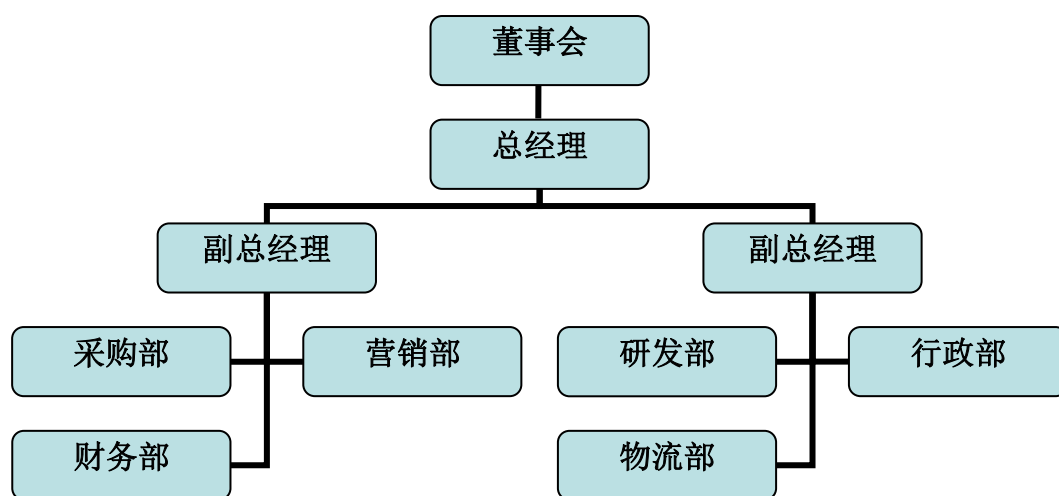 董事会
总经理
副总经理
副总经理
采购部
营销部
研发部
行政部
财务部
物流部